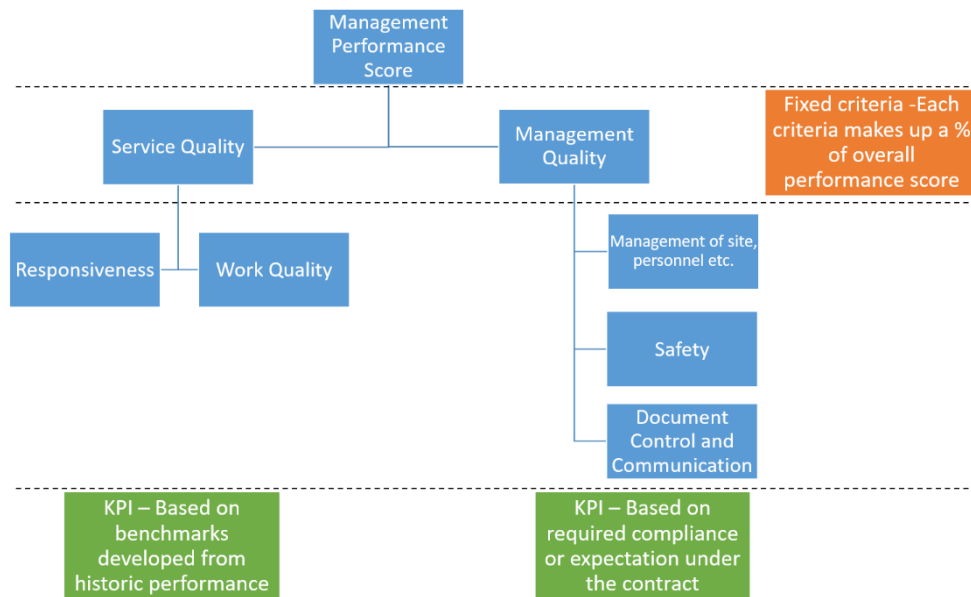 Management
Performance
Score
Fixed criteria -Each
criteria makes up a %
of overall
performance score
Service Quality
Management
Quality
Responsiveness
Work Quality
Management of site,
personnel etc.
Safety
Document
Control and
Communication
KPI – Based on
benchmarks
developed from
historic performance
KPI – Based on
required compliance
or expectation under
the contract